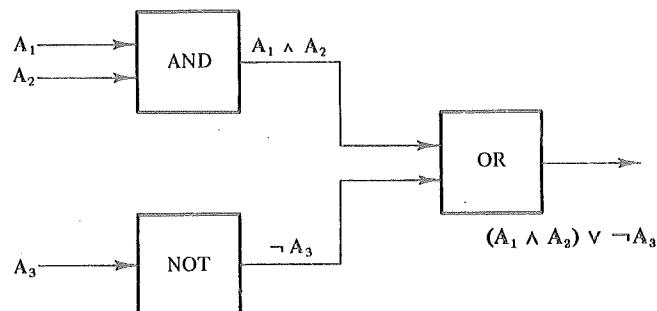 A₁
A₂
AND
A₁ ∧ A₂
OR
(A₁ ∧ A₂) ∨ ¬A₃
A₃
NOT
¬A₃